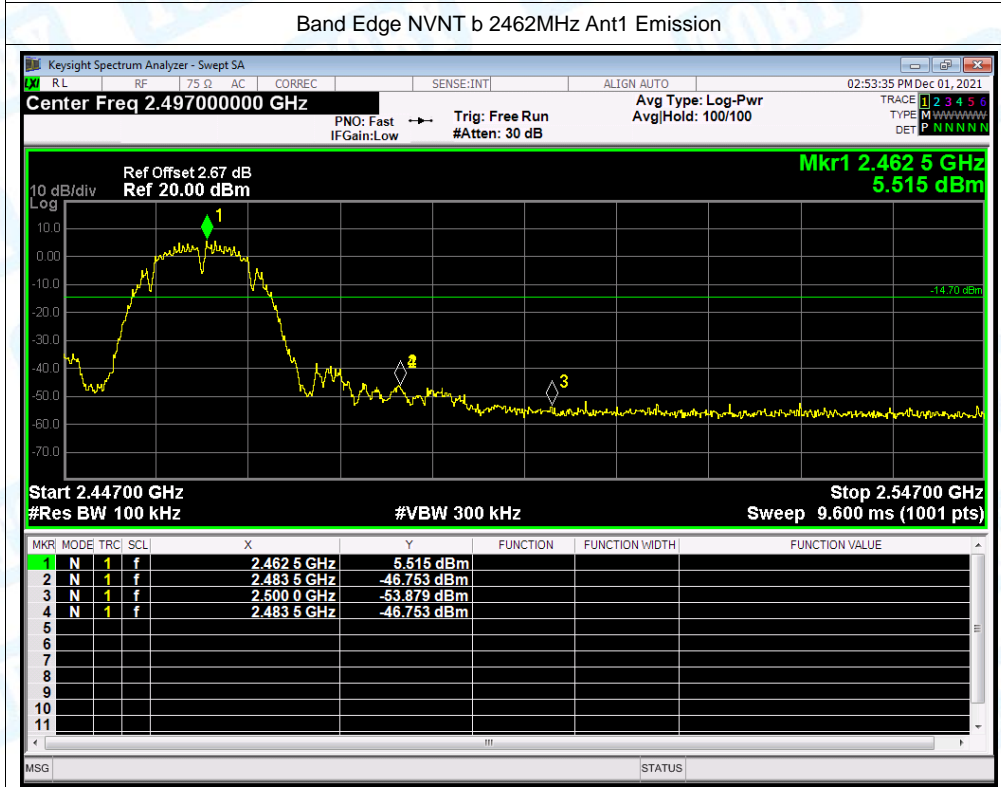 Band Edge NVNT b 2462MHz Ant1 Emission
Keysight Spectrum Analyzer - Swept SA
LXI RL RF 75 Ω AC CORREC SENSE:INT ALIGN AUTO 02:53:35 PM Dec 01, 2021
Center Freq 2.497000000 GHz
PNO: Fast
IFGain:Low
Trig: Free Run
#Atten: 30 dB
Avg Type: Log-Pwr
Avg|Hold: 100/100
TRACE 1 2 3 4 5 6
TYPE M WWWWW
DET P N N N N N
Mkr1 2.462 5 GHz
5.515 dBm
Ref Offset 2.67 dB
10 dB/div Ref 20.00 dBm
Log
1
10.0
0.00
-10.0
-14.70 dBm
-20.0
-30.0
-40.0
3
-50.0
-60.0
-70.0
Start 2.44700 GHz Stop 2.54700 GHz
#Res BW 100 kHz #VBW 300 kHz Sweep 9.600 ms (1001 pts)
MKR MODE TRC SCL X Y FUNCTION FUNCTION WIDTH FUNCTION VALUE
1 N 1 f 2.462 5 GHz 5.515 dBm
2 N 1 f 2.483 5 GHz -46.753 dBm
3 N 1 f 2.500 0 GHz -53.879 dBm
4 N 1 f 2.483 5 GHz -46.753 dBm
5
6
7
8
9
10
11
MSG STATUS